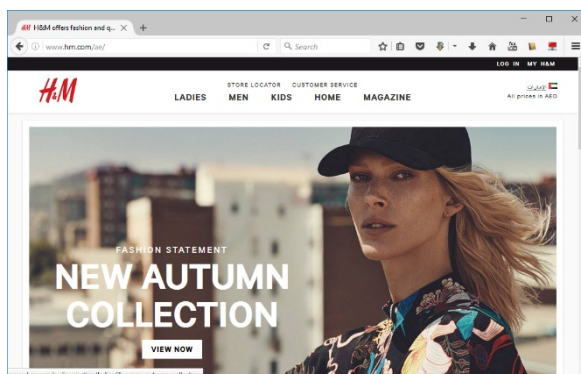 H&M offers fashion and q...
www.hm.com/ae/
Search
LOG IN MY H&M
H&M
STORE LOCATOR CUSTOMER SERVICE
LADIES MEN KIDS HOME MAGAZINE
الإمارات
All prices in AED
FASHION STATEMENT
NEW AUTUMN
COLLECTION
VIEW NOW